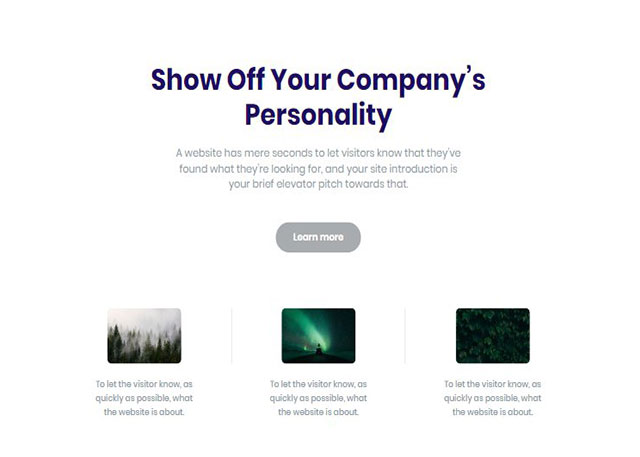 Show Off Your Company’s
Personality
A website has mere seconds to let visitors know that they’ve
found what they’re looking for, and your site introduction is
your brief elevator pitch towards that.
Learn more
To let the visitor know, as
quickly as possible, what
the website is about.
To let the visitor know, as
quickly as possible, what
the website is about.
To let the visitor know, as
quickly as possible, what
the website is about.